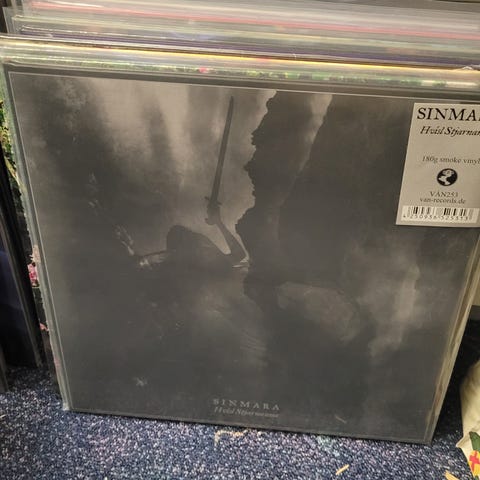 SINMAR
Hvísl Stjarnan
180g smoke vinyl
VÁN253
van-records.de
SINMARA
Hvísl Stjarnanna